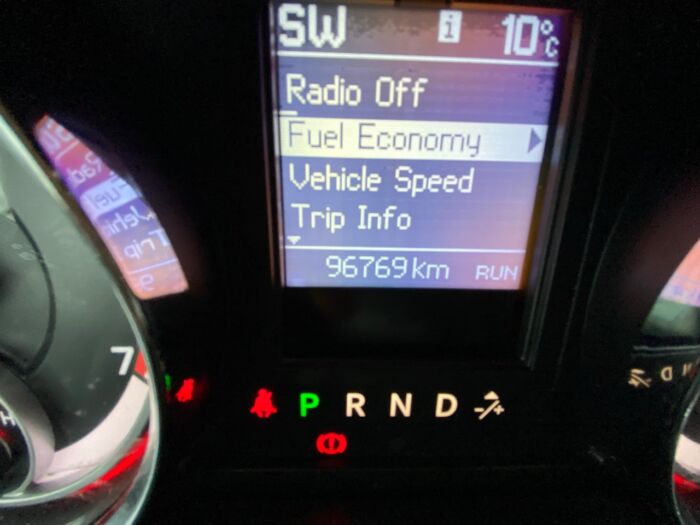 SW i 10°C
Radio Off
Fuel Economy
Vehicle Speed
Trip Info
96769 km RUN
7
P R N D